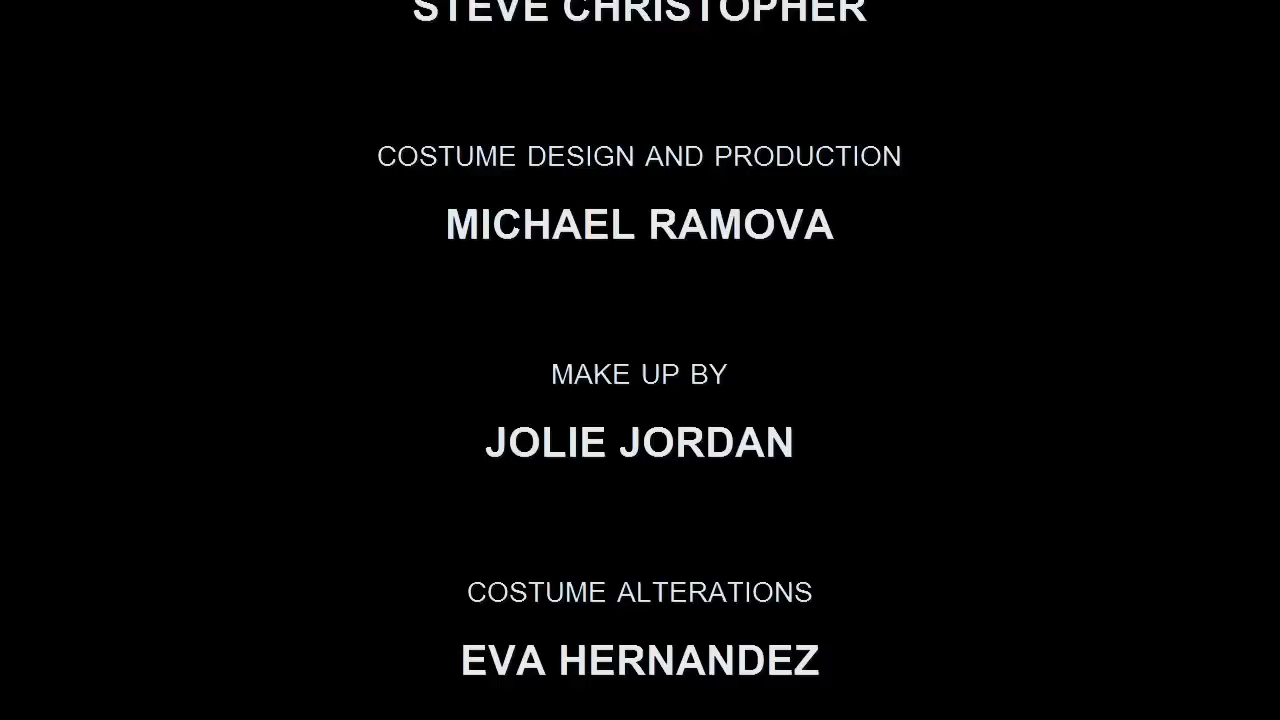 STEVE CHRISTOPHER
COSTUME DESIGN AND PRODUCTION
MICHAEL RAMOVA
MAKE UP BY
JOLIE JORDAN
COSTUME ALTERATIONS
EVA HERNANDEZ